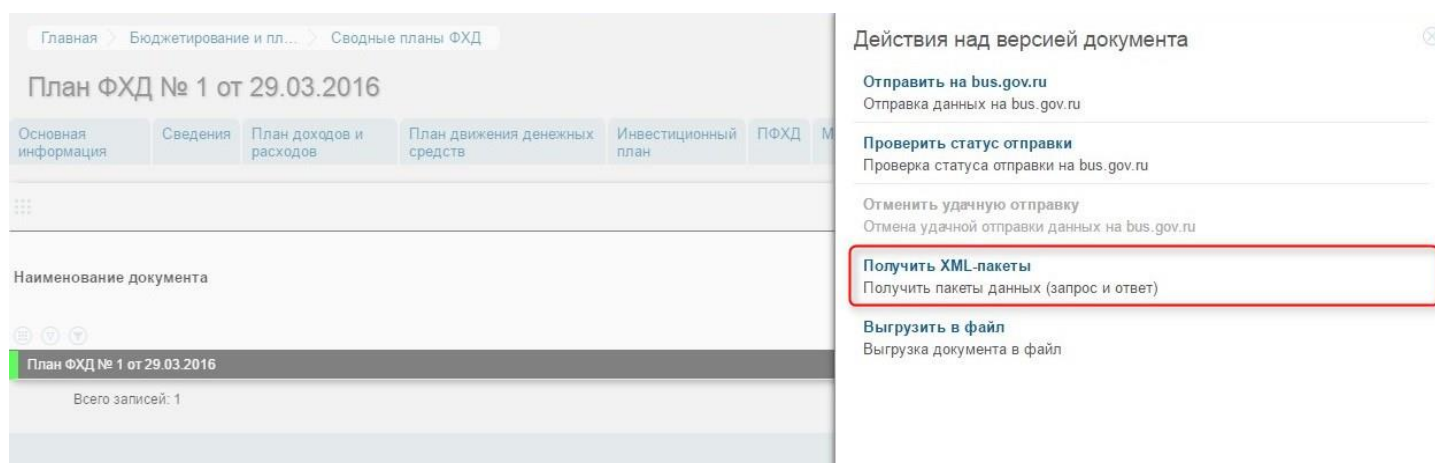 Главная Бюджетирование и пл... Сводные планы ФХД
План ФХД № 1 от 29.03.2016
Основная информация
Сведения
План доходов и расходов
План движения денежных средств
Инвестиционный план
ПФХД
М
Наименование документа
План ФХД № 1 от 29.03.2016
Всего записей: 1
Действия над версией документа
Отправить на bus.gov.ru
Отправка данных на bus.gov.ru
Проверить статус отправки
Проверка статуса отправки на bus.gov.ru
Отменить удачную отправку
Отмена удачной отправки данных на bus.gov.ru
Получить XML-пакеты
Получить пакеты данных (запрос и ответ)
Выгрузить в файл
Выгрузка документа в файл